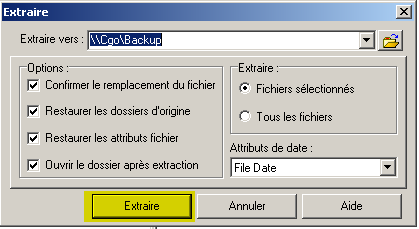 Extraire
Extraire vers : \\Cgo\Backup
Options :
Confirmer le remplacement du fichier
Restaurer les dossiers d'origine
Restaurer les attributs fichier
Ouvrir le dossier après extraction
Extraire :
Fichiers sélectionnés
Tous les fichiers
Attributs de date :
File Date
Extraire Annuler Aide